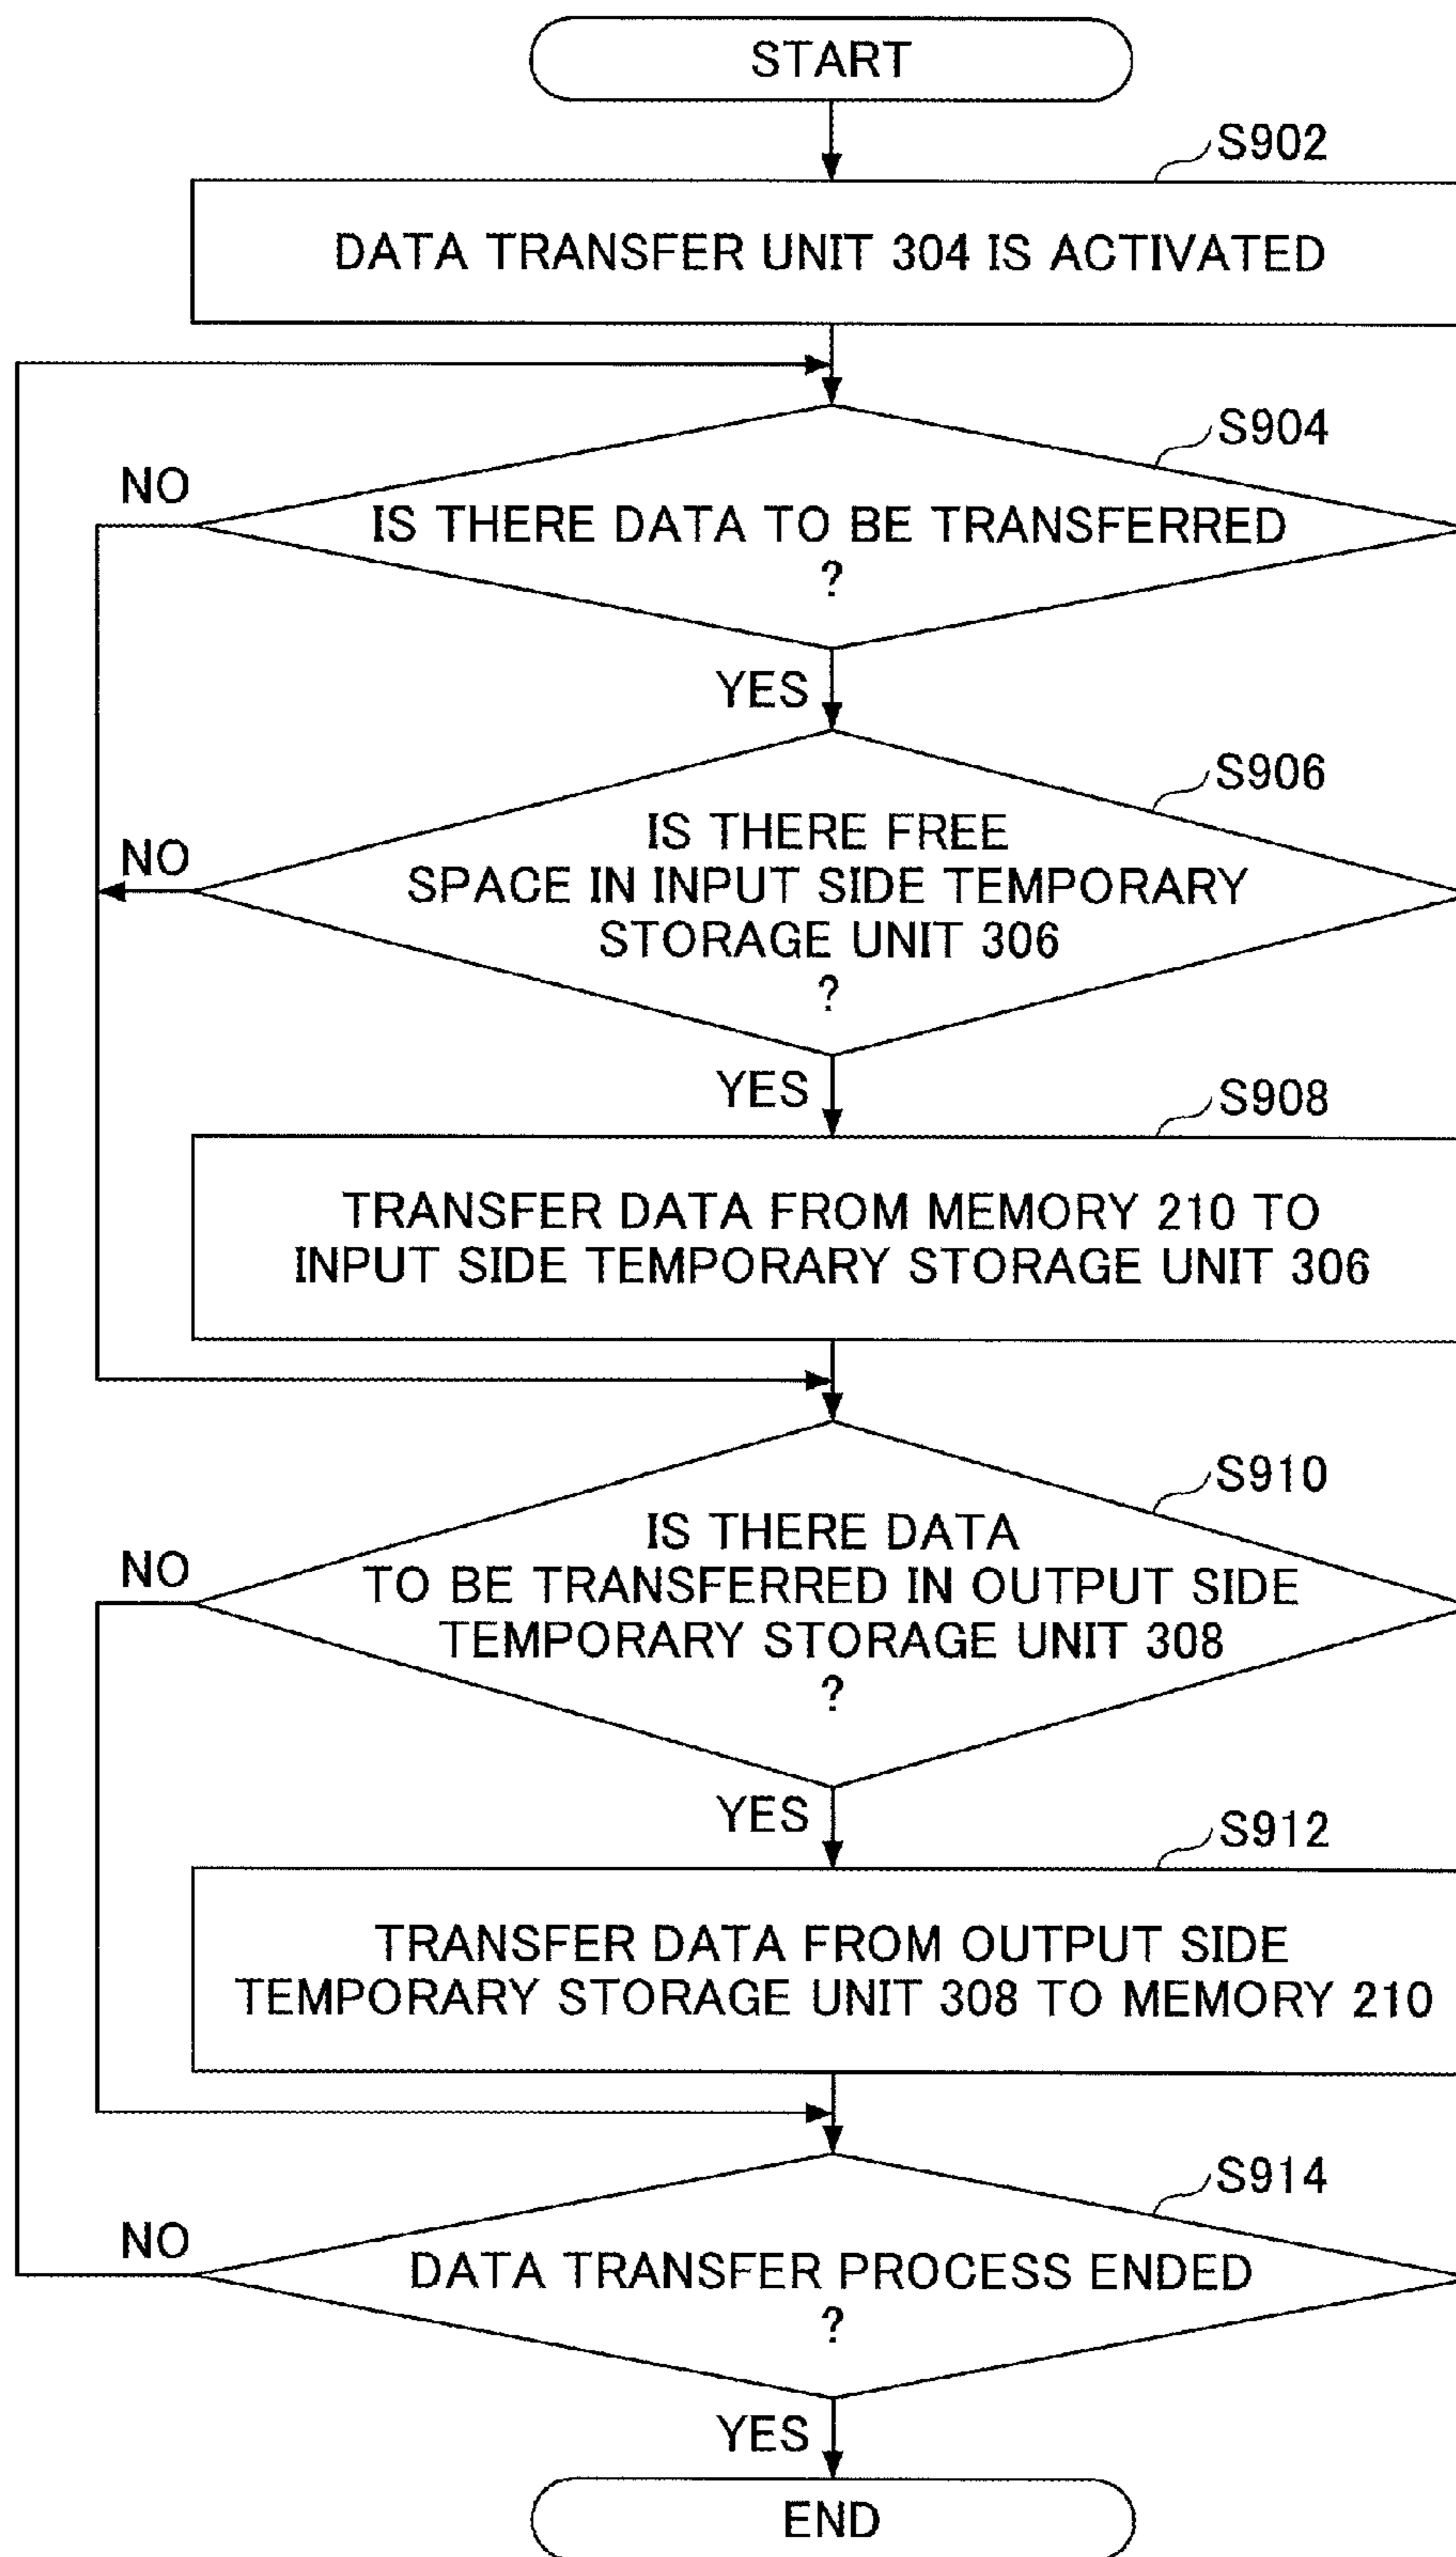 START
S902
DATA TRANSFER UNIT 304 IS ACTIVATED
S904
NO
IS THERE DATA TO BE TRANSFERRED
?
YES
S906
IS THERE FREE
NO
SPACE IN INPUT SIDE TEMPORARY
STORAGE UNIT 306
?
YES
S908
TRANSFER DATA FROM MEMORY 210 TO
INPUT SIDE TEMPORARY STORAGE UNIT 306
S910
IS THERE DATA
NO
TO BE TRANSFERRED IN OUTPUT SIDE
TEMPORARY STORAGE UNIT 308
?
YES
S912
TRANSFER DATA FROM OUTPUT SIDE
TEMPORARY STORAGE UNIT 308 TO MEMORY 210
S914
NO
DATA TRANSFER PROCESS ENDED
?
YES
END